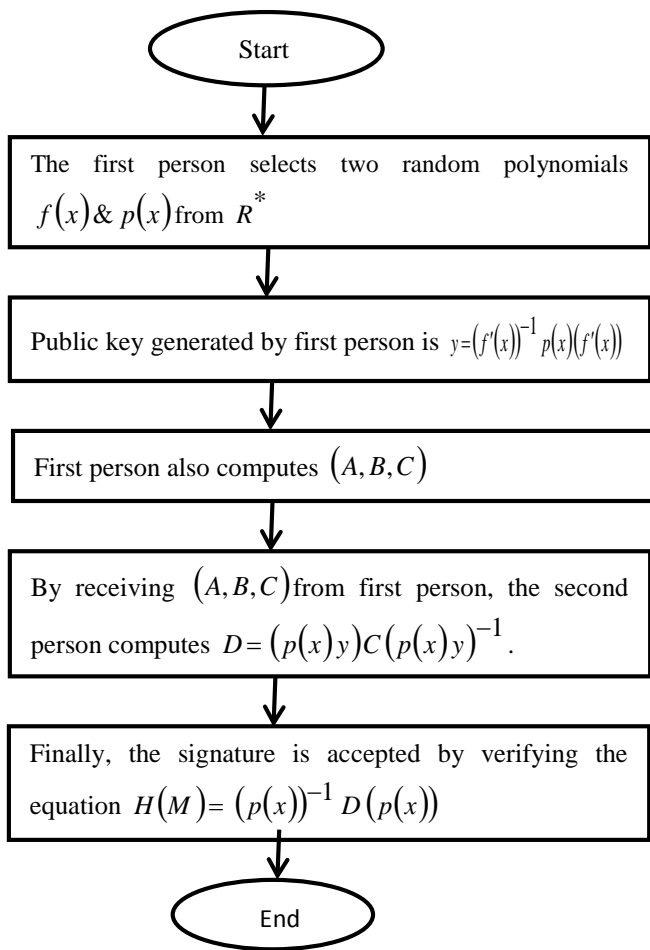 Start
The first person selects two random polynomials
f(x) & p(x) from R*
Public key generated by first person is y=(f'(x))⁻¹ p(x)(f'(x))
First person also computes (A, B, C)
By receiving (A, B, C) from first person, the second
person computes D = (p(x) y) C (p(x) y)⁻¹ .
Finally, the signature is accepted by verifying the
equation H(M) = (p(x))⁻¹ D (p(x))
End